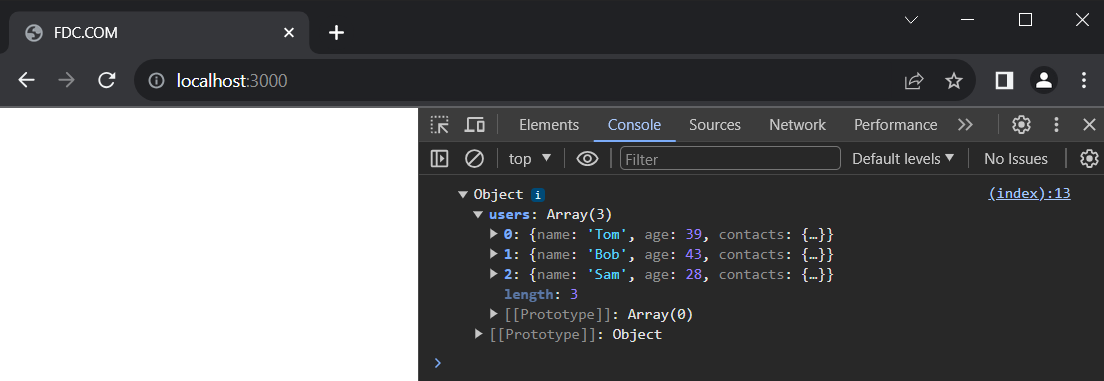 FDC.COM
localhost:3000
Elements Console Sources Network Performance
top Filter Default levels No Issues
Object i (index):13
users: Array(3)
0: {name: 'Tom', age: 39, contacts: {…}}
1: {name: 'Bob', age: 43, contacts: {…}}
2: {name: 'Sam', age: 28, contacts: {…}}
length: 3
[[Prototype]]: Array(0)
[[Prototype]]: Object